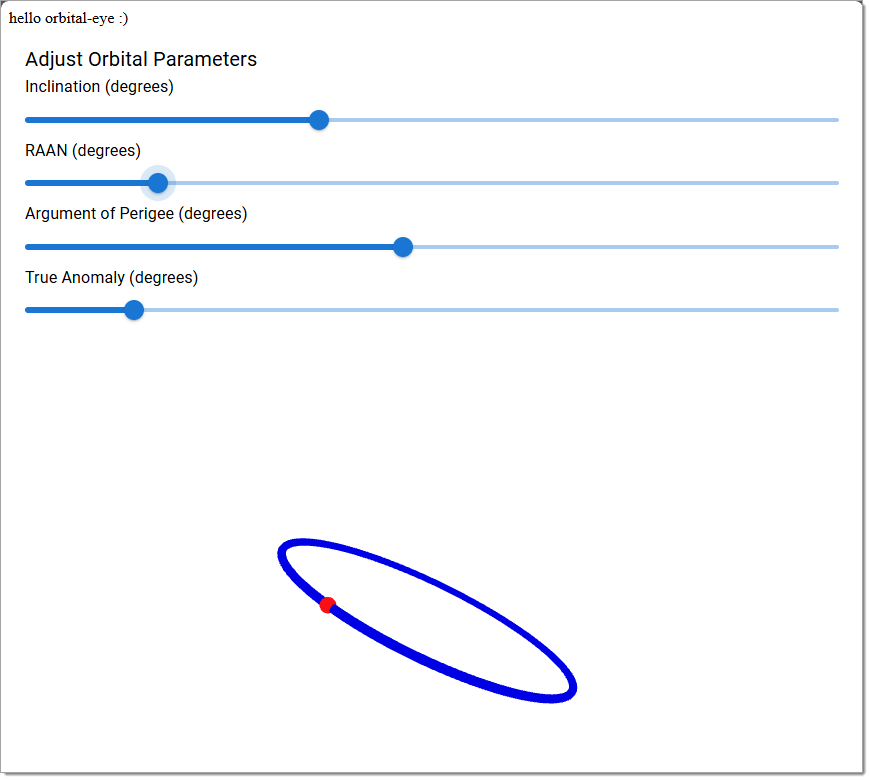 hello orbital-eye :)
Adjust Orbital Parameters
Inclination (degrees)
RAAN (degrees)
Argument of Perigee (degrees)
True Anomaly (degrees)